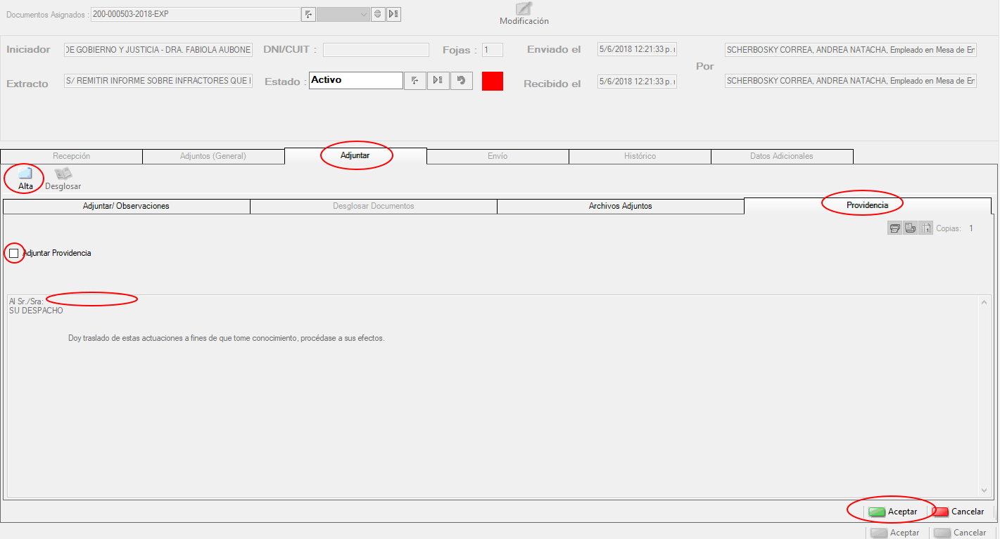 Documentos Asignados : 200-000503-2018-EXP
Modificación
Iniciador DE GOBIERNO Y JUSTICIA - DRA. FABIOLA AUBONE DNI/CUIT : Fojas : 1 Enviado el 5/6/2018 12:21:33 p. SCHERBOSKY CORREA, ANDREA NATACHA, Empleado en Mesa de En
Por
Extracto S/ REMITIR INFORME SOBRE INFRACTORES QUE Estado : Activo Recibido el 5/6/2018 12:21:33 p. SCHERBOSKY CORREA, ANDREA NATACHA, Empleado en Mesa de En
Recepción Adjuntos (General) Adjuntar Envío Histórico Datos Adicionales
Alta Desglosar
Adjuntar/ Observaciones Desglosar Documentos Archivos Adjuntos Providencia
Copias: 1
Adjuntar Providencia
Al Sr./Sra:
SU DESPACHO
Doy traslado de estas actuaciones a fines de que tome conocimiento, procédase a sus efectos.
Aceptar Cancelar
Aceptar Cancelar